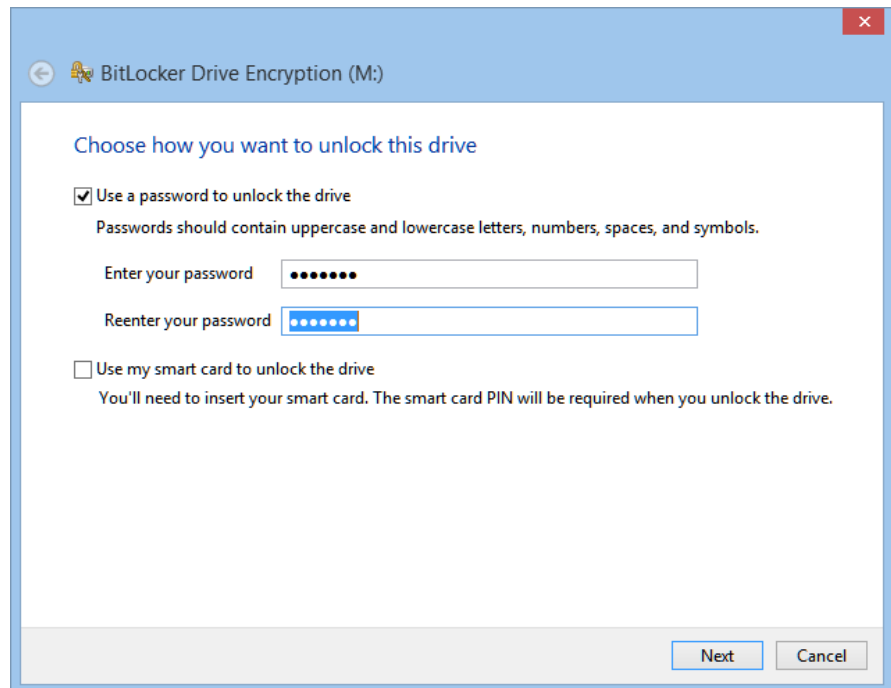 BitLocker Drive Encryption (M:)
Choose how you want to unlock this drive
Use a password to unlock the drive
Passwords should contain uppercase and lowercase letters, numbers, spaces, and symbols.
Enter your password •••••••
Reenter your password •••••••
Use my smart card to unlock the drive
You'll need to insert your smart card. The smart card PIN will be required when you unlock the drive.
Next Cancel